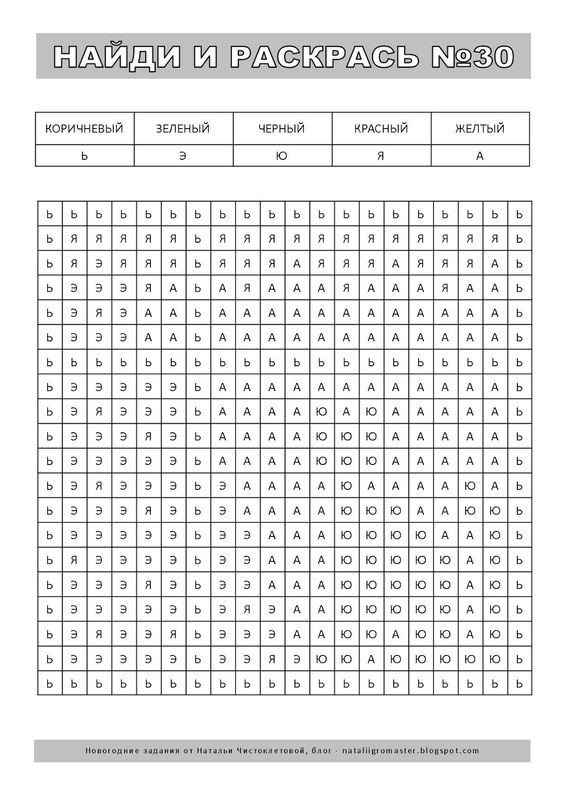 НАЙДИ И РАСКРАСЬ №30
КОРИЧНЕВЫЙ ЗЕЛЕНЫЙ ЧЕРНЫЙ КРАСНЫЙ ЖЕЛТЫЙ
Ь Э Ю Я А
Ь Ь Ь Ь Ь Ь Ь Ь Ь Ь Ь Ь Ь Ь Ь Ь Ь Ь Ь Ь
Ь Я Я Я Я Я Ь Я Я Я Я Я Я Я Я Я Я Я Я Ь
Ь Я Э Я Я Я Ь Я Я Я А Я Я Я А Я Я Я А Ь
Ь Э Э Э Я А Ь А Я А А А Я А А А Я А А Ь
Ь Э Я Э А А Ь А А А А А А А А А А А А Ь
Ь Э Э Э А А Ь А А А А А А А А А А А А Ь
Ь Ь Ь Ь Ь Ь Ь Ь Ь Ь Ь Ь Ь Ь Ь Ь Ь Ь Ь Ь
Ь Э Э Э Э Э Ь А А А А А А А А А А А А Ь
Ь Э Я Э Э Э Ь А А А А Ю А Ю А А А А А Ь
Ь Э Э Э Я Э Ь А А А А Ю Ю Ю А А А А А Ь
Ь Э Э Э Э Э Ь А А А А Ю Ю Ю А А А А А Ь
Ь Э Я Э Э Э Ь Э А А А А Ю А А А А Ю А Ь
Ь Э Э Э Я Э Ь Э А А А А Ю Ю Ю А А Ю Ю Ь
Ь Э Э Э Э Э Ь Э Э А А А Ю Ю Ю Ю А А Ю Ь
Ь Я Э Э Э Э Ь Э Э А А А Ю Ю Ю Ю Ю А Ю Ь
Ь Э Э Э Я Э Ь Э Э А А А Ю Ю Ю Ю Ю А Ю Ь
Ь Э Э Э Э Э Ь Э Я Э А А Ю Ю Ю Ю Ю А Ю Ь
Ь Э Я Э Э Я Ь Э Э Э А А Ю Ю А Ю Ю А Ю Ь
Ь Э Э Э Э Э Ь Э Э Я Э Ю Ю А Ю Ю Ю Ю Ю Ь
Ь Ь Ь Ь Ь Ь Ь Ь Ь Ь Ь Ь Ь Ь Ь Ь Ь Ь Ь Ь
Новогодние задания от Натальи Чистоклетовой, блог - nataliigromaster.blogspot.com